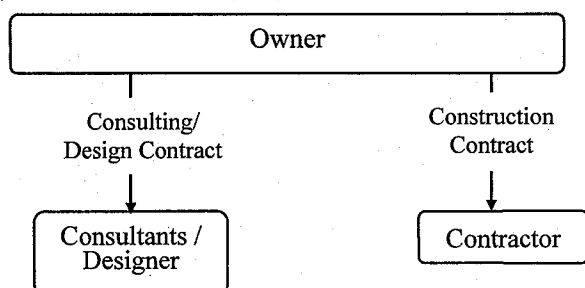 Owner
Consulting/
Design Contract
Construction
Contract
Consultants /
Designer
Contractor